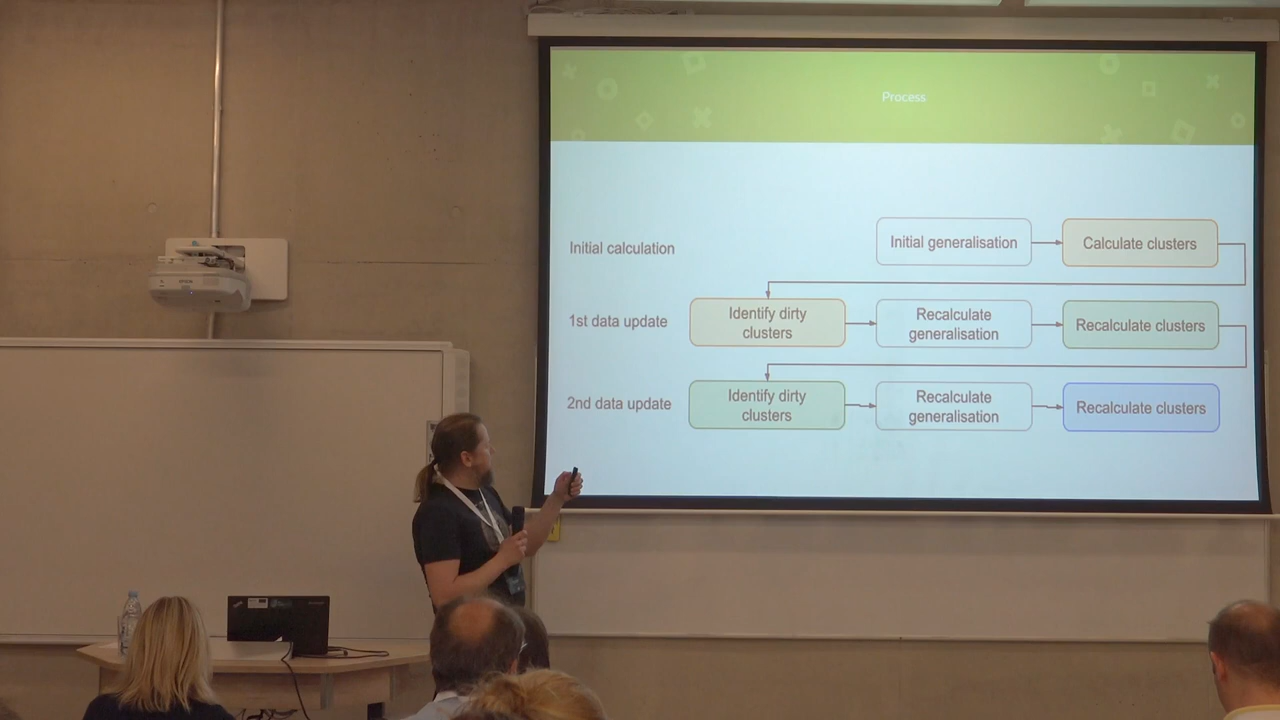 Process
Initial calculation
Initial generalisation
Calculate clusters
1st data update
Identify dirty
clusters
Recalculate
generalisation
Recalculate clusters
2nd data update
Identify dirty
clusters
Recalculate
generalisation
Recalculate clusters
EPSON